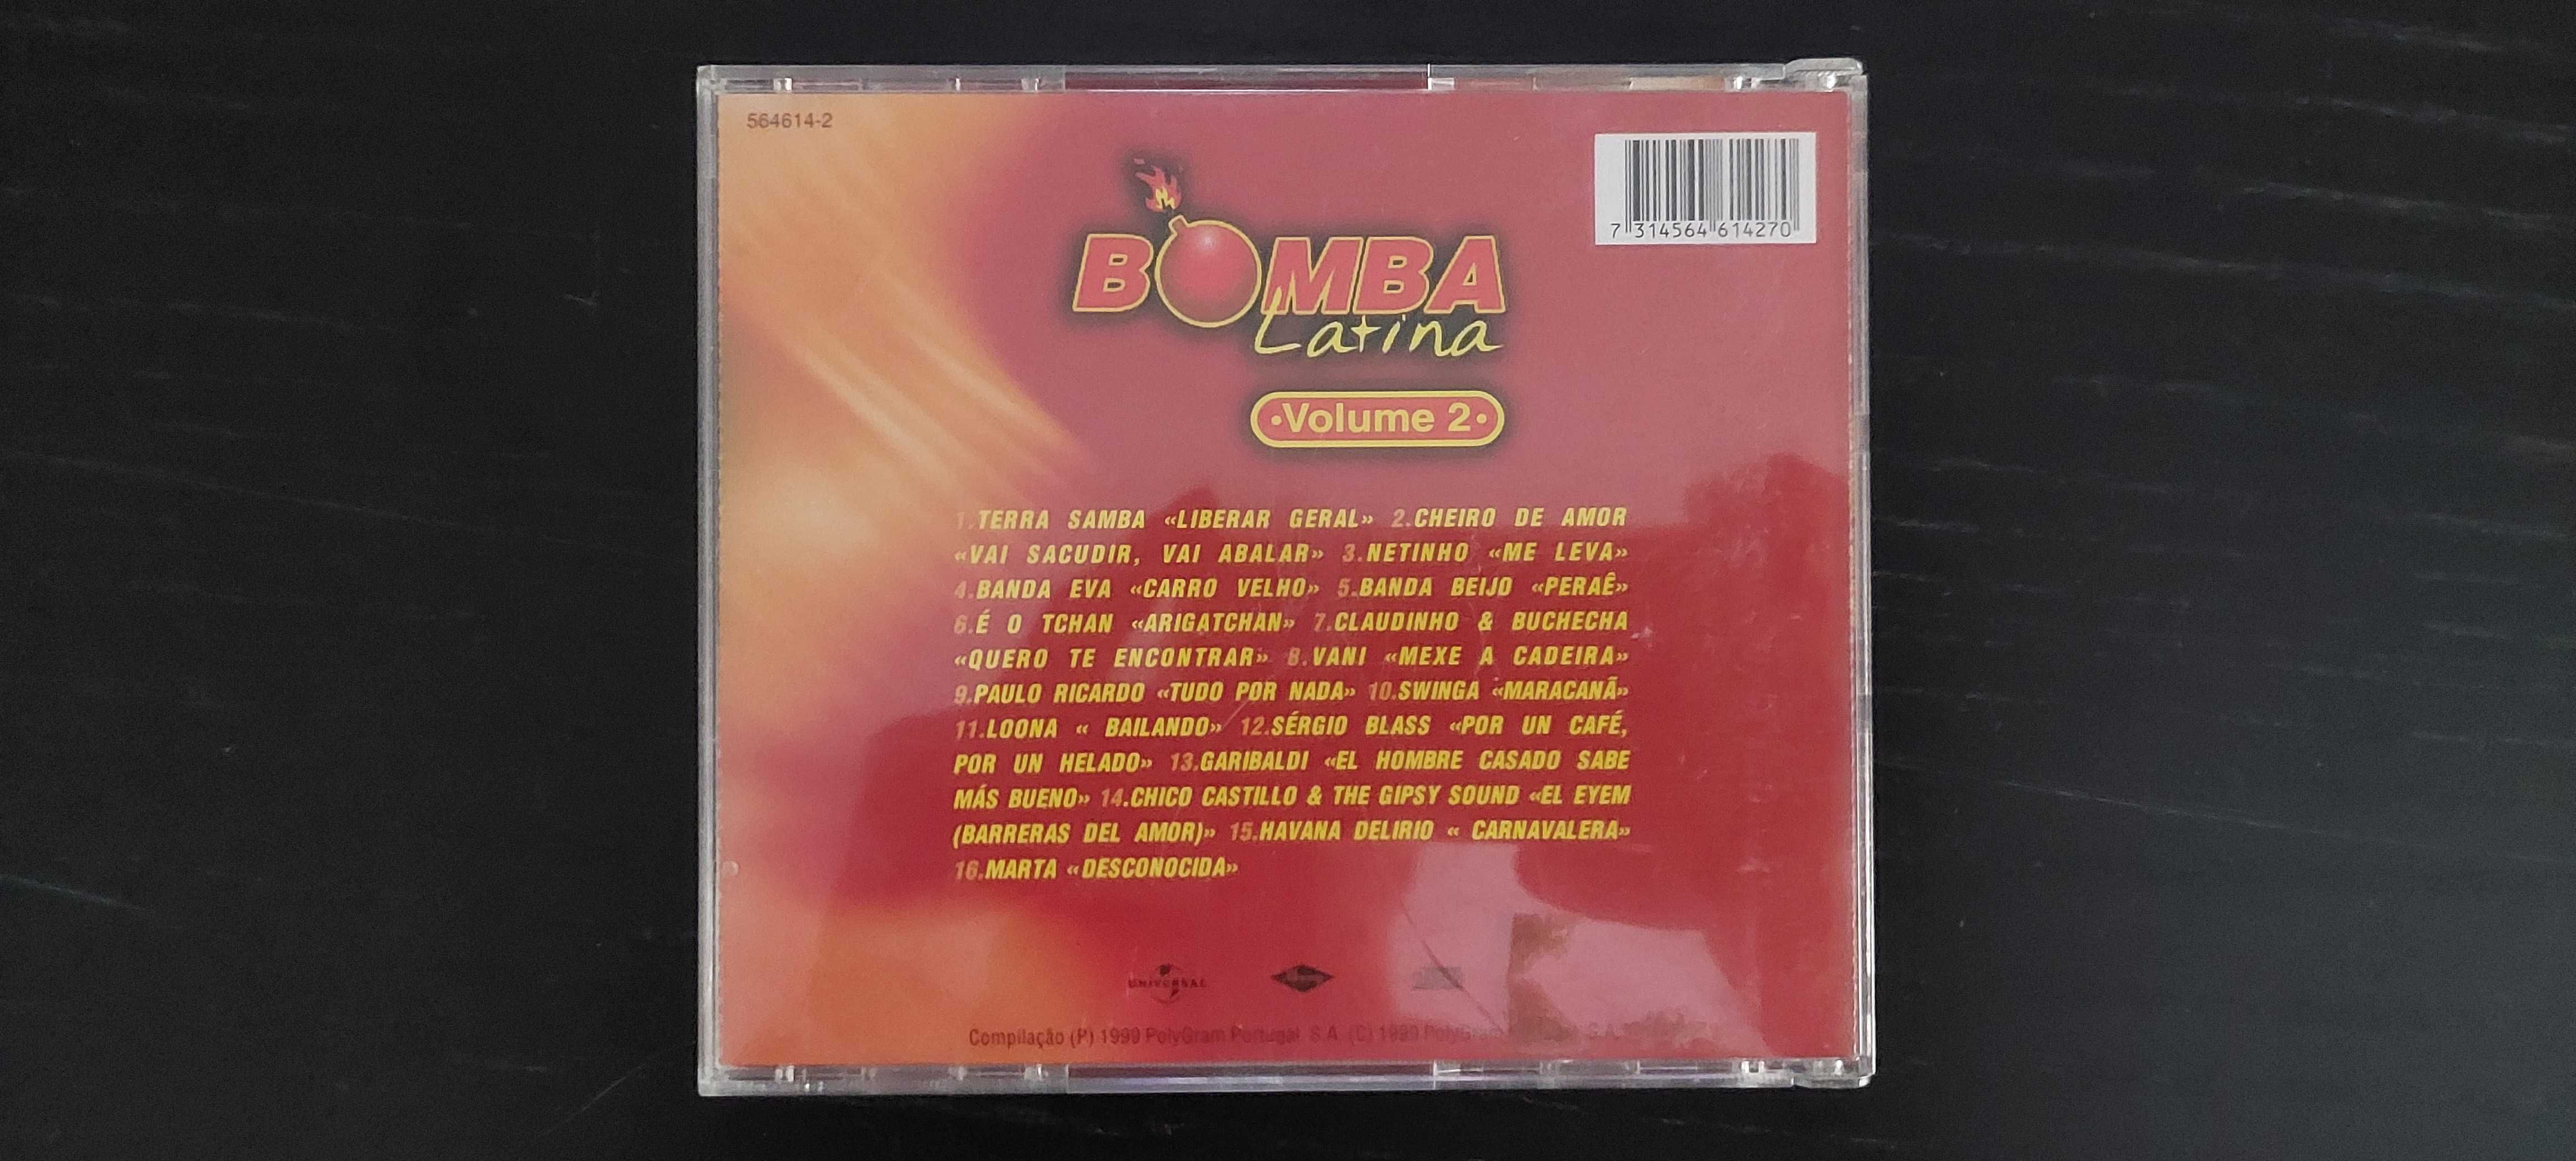 564614-2
7 314564 614270
BOMBA
Latina
·Volume 2·
1.TERRA SAMBA «LIBERAR GERAL» 2.CHEIRO DE AMOR
«VAI SACUDIR, VAI ABALAR» 3.NETINHO «ME LEVA»
4.BANDA EVA «CARRO VELHO» 5.BANDA BEIJO «PERAÊ»
6.É O TCHAN «ARIGATCHAN» 7.CLAUDINHO & BUCHECHA
«QUERO TE ENCONTRAR» 8.VANI «MEXE A CADEIRA»
9.PAULO RICARDO «TUDO POR NADA» 10.SWINGA «MARACANÃ»
11.LOONA « BAILANDO» 12.SÉRGIO BLASS «POR UN CAFÉ,
POR UN HELADO» 13.GARIBALDI «EL HOMBRE CASADO SABE
MÁS BUENO» 14.CHICO CASTILLO & THE GIPSY SOUND «EL EYEM
(BARRERAS DEL AMOR)» 15.HAVANA DELIRIO « CARNAVALERA»
16.MARTA «DESCONOCIDA»
UNIVERSAL
Compilação (P) 1999 PolyGram Portugal, S.A. (C) 1999 PolyGram S.A.